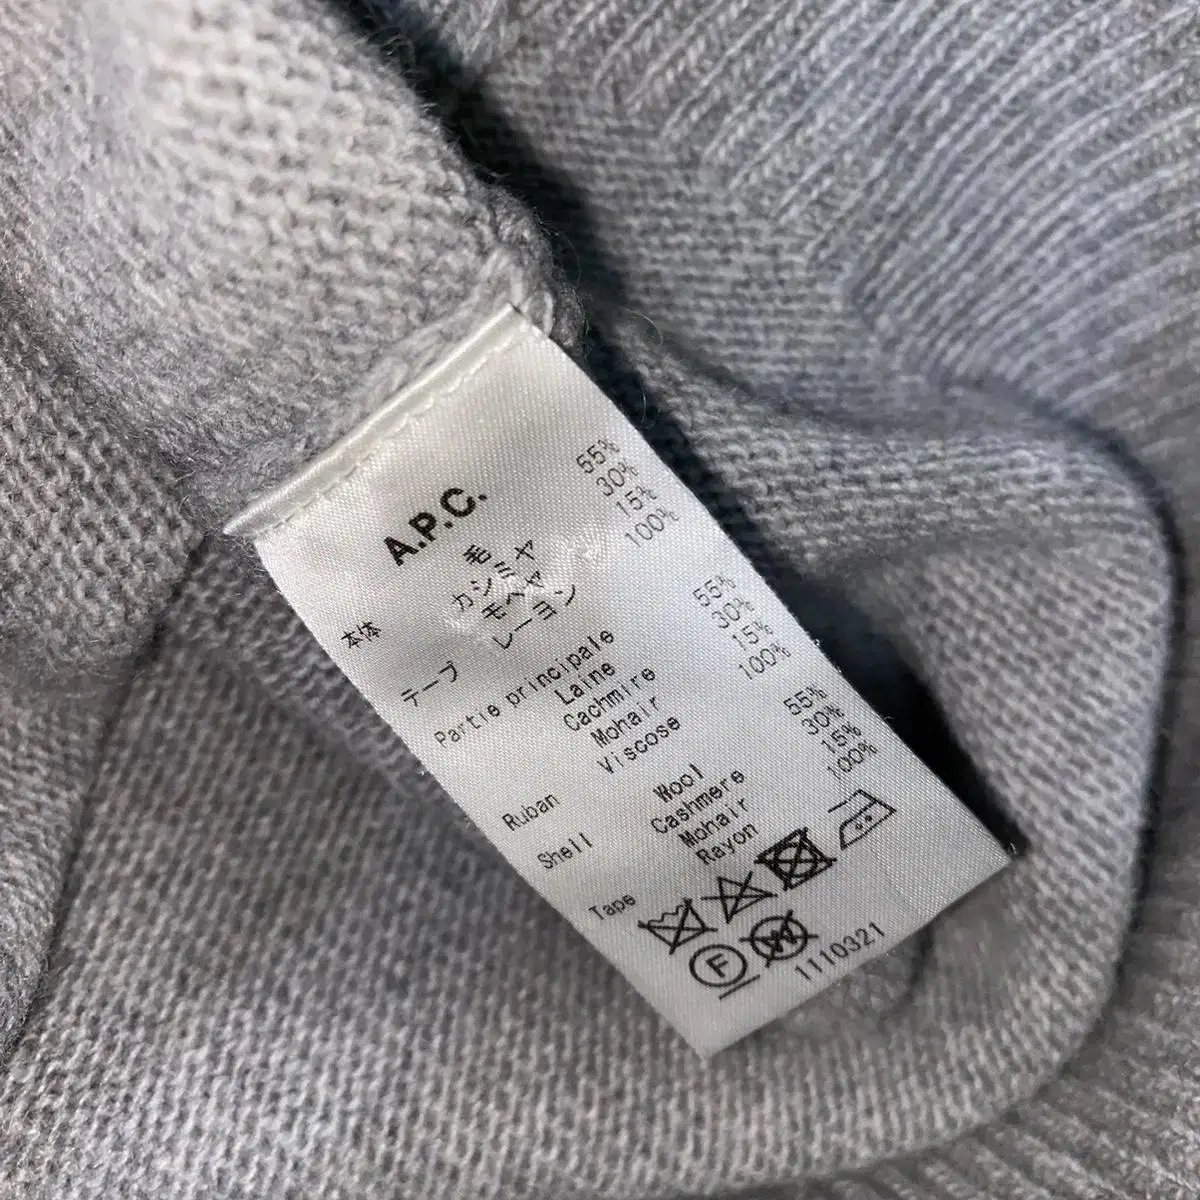 A.P.C.
本体 毛 55%
カシミヤ 30%
モヘヤ 15%
テープ レーヨン 100%
Partie principale
Laine 55%
Cachmire 30%
Mohair 15%
Ruban Viscose 100%
Shell Wool 55%
Cashmere 30%
Mohair 15%
Tape Rayon 100%
F W
1110321